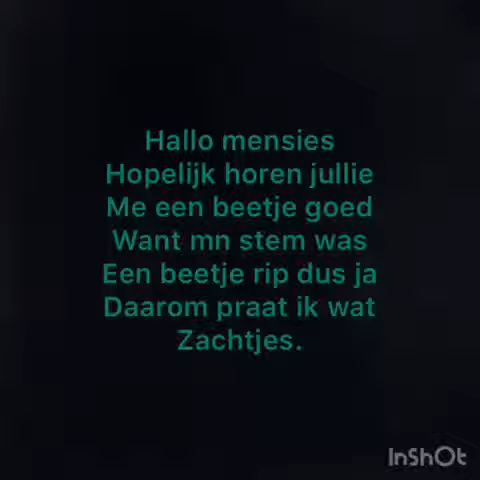 Hallo mensies
Hopelijk horen jullie
Me een beetje goed
Want mn stem was
Een beetje rip dus ja
Daarom praat ik wat
Zachtjes.
InShOt